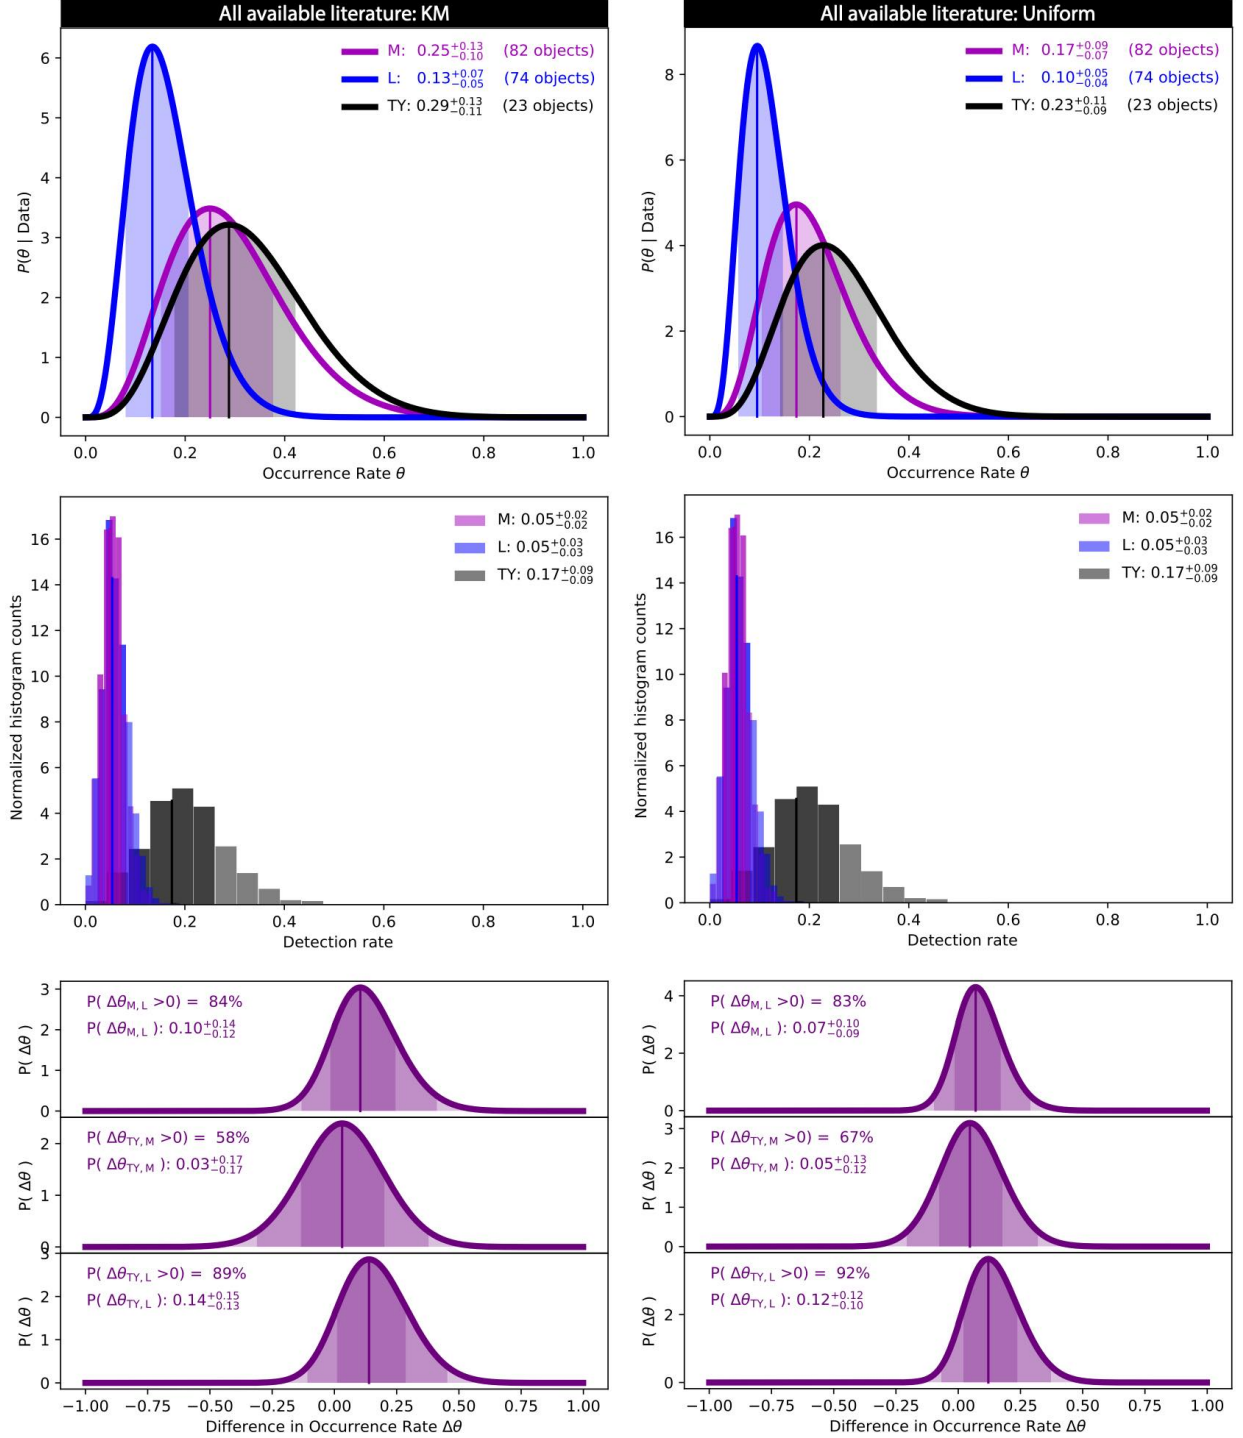 All available literature: KM
6
5
4
3
2
1
0
P(θ | Data)
M: 0.25 +0.13 −0.10 (82 objects)
L: 0.13 +0.07 −0.05 (74 objects)
TY: 0.29 +0.13 −0.11 (23 objects)
0.0 0.2 0.4 0.6 0.8 1.0
Occurrence Rate θ
All available literature: Uniform
8
6
4
2
0
P(θ | Data)
M: 0.17 +0.09 −0.07 (82 objects)
L: 0.10 +0.05 −0.04 (74 objects)
TY: 0.23 +0.11 −0.09 (23 objects)
0.0 0.2 0.4 0.6 0.8 1.0
Occurrence Rate θ
16
14
12
10
8
6
4
2
0
Normalized histogram counts
M: 0.05 +0.02 −0.02
L: 0.05 +0.03 −0.03
TY: 0.17 +0.09 −0.09
0.0 0.2 0.4 0.6 0.8 1.0
Detection rate
16
14
12
10
8
6
4
2
0
Normalized histogram counts
M: 0.05 +0.02 −0.02
L: 0.05 +0.03 −0.03
TY: 0.17 +0.09 −0.09
0.0 0.2 0.4 0.6 0.8 1.0
Detection rate
3
2
1
0
P( Δθ )
P( Δθ M, L >0) = 84%
P( Δθ M, L ): 0.10 +0.14 −0.12
2
1
0
P( Δθ )
P( Δθ TY, M >0) = 58%
P( Δθ TY, M ): 0.03 +0.17 −0.17
3
2
1
0
P( Δθ )
P( Δθ TY, L >0) = 89%
P( Δθ TY, L ): 0.14 +0.15 −0.13
−1.00 −0.75 −0.50 −0.25 0.00 0.25 0.50 0.75 1.00
Difference in Occurrence Rate Δθ
4
2
0
P( Δθ )
P( Δθ M, L >0) = 83%
P( Δθ M, L ): 0.07 +0.10 −0.09
3
2
1
0
P( Δθ )
P( Δθ TY, M >0) = 67%
P( Δθ TY, M ): 0.05 +0.13 −0.12
2
0
P( Δθ )
P( Δθ TY, L >0) = 92%
P( Δθ TY, L ): 0.12 +0.12 −0.10
−1.00 −0.75 −0.50 −0.25 0.00 0.25 0.50 0.75 1.00
Difference in Occurrence Rate Δθ